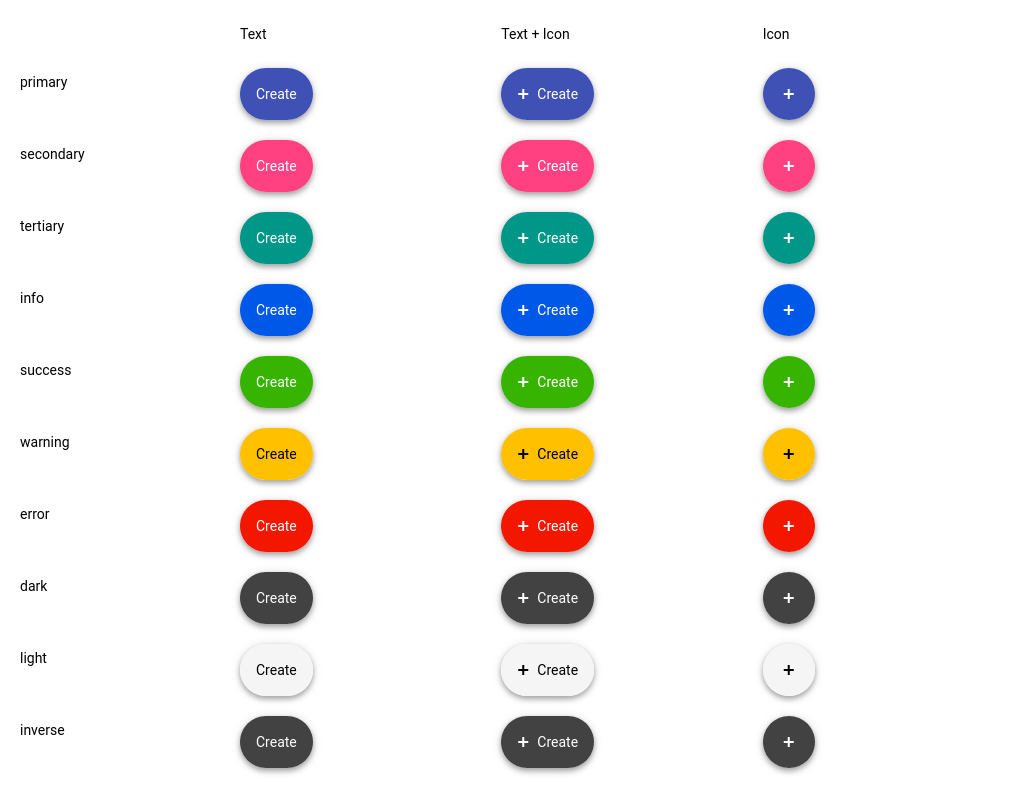 Text Text + Icon Icon
primary Create + Create +
secondary Create + Create +
tertiary Create + Create +
info Create + Create +
success Create + Create +
warning Create + Create +
error Create + Create +
dark Create + Create +
light Create + Create +
inverse Create + Create +